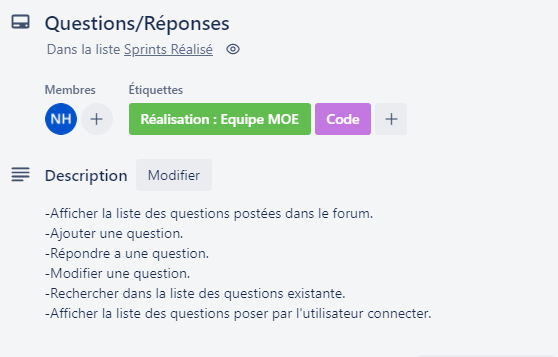 Questions/Réponses
Dans la liste Sprints Réalisé
Membres Étiquettes
NH + Réalisation : Equipe MOE Code +
Description Modifier
-Afficher la liste des questions postées dans le forum.
-Ajouter une question.
-Répondre a une question.
-Modifier une question.
-Rechercher dans la liste des questions existante.
-Afficher la liste des questions poser par l'utilisateur connecter.